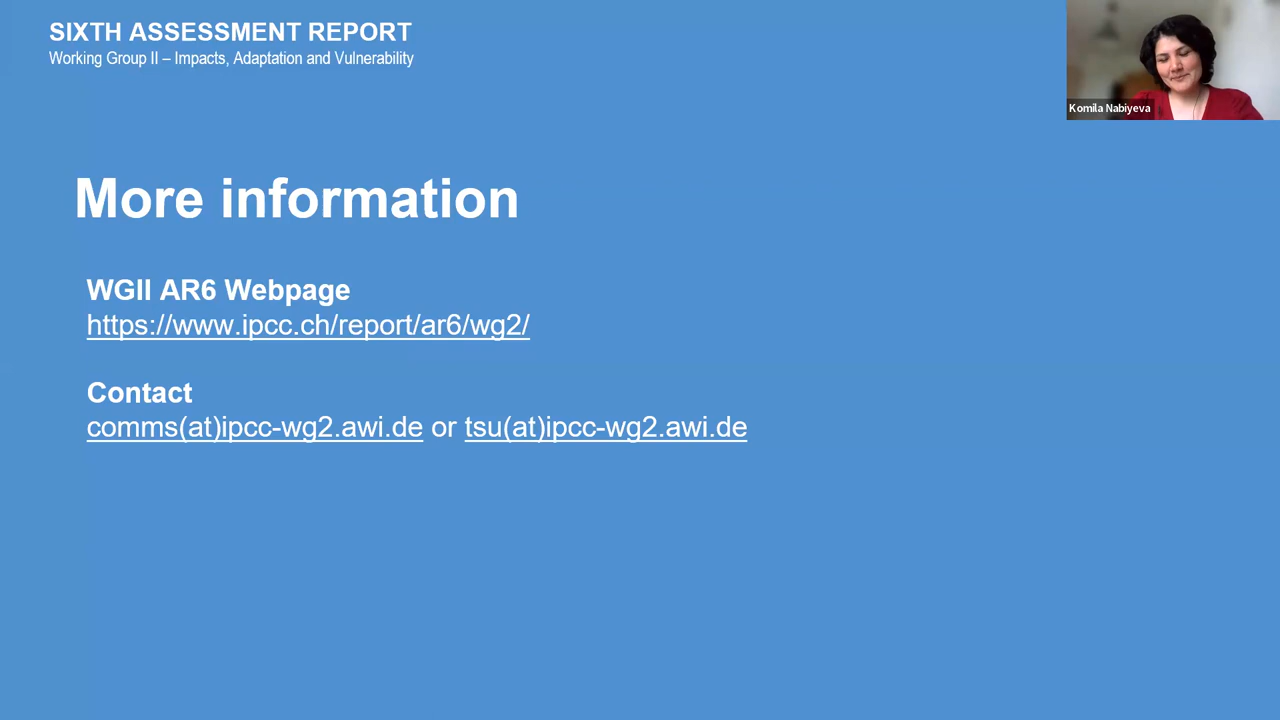 SIXTH ASSESSMENT REPORT
Working Group II – Impacts, Adaptation and Vulnerability
Komila Nabiyeva
More information
WGII AR6 Webpage
https://www.ipcc.ch/report/ar6/wg2/
Contact
comms(at)ipcc-wg2.awi.de or tsu(at)ipcc-wg2.awi.de